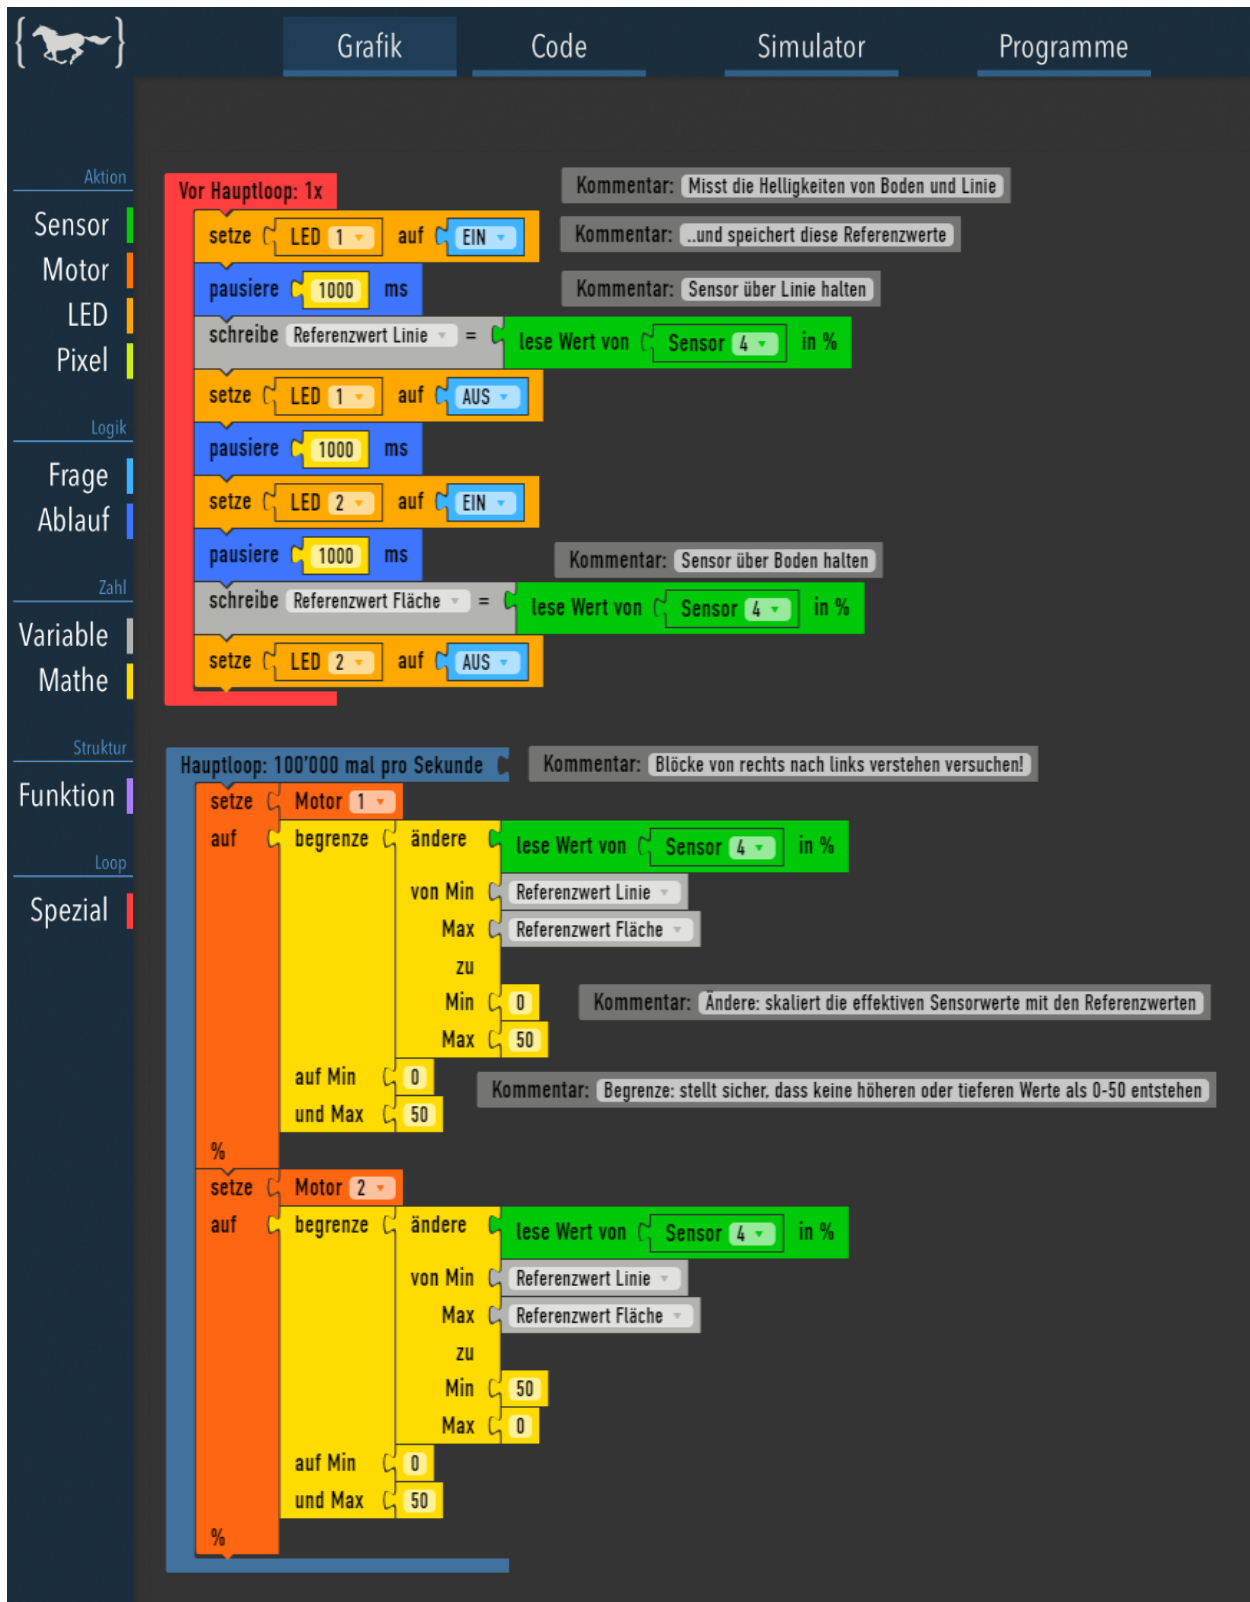 Grafik Code Simulator Programme
Aktion
Sensor
Motor
LED
Pixel
Logik
Frage
Ablauf
Zahl
Variable
Mathe
Struktur
Funktion
Loop
Spezial
Vor Hauptloop: 1x
Kommentar: Misst die Helligkeiten von Boden und Linie
setze LED 1 auf EIN
Kommentar: ..und speichert diese Referenzwerte
pausiere 1000 ms
Kommentar: Sensor über Linie halten
schreibe Referenzwert Linie = lese Wert von Sensor 4 in %
setze LED 1 auf AUS
pausiere 1000 ms
setze LED 2 auf EIN
pausiere 1000 ms
Kommentar: Sensor über Boden halten
schreibe Referenzwert Fläche = lese Wert von Sensor 4 in %
setze LED 2 auf AUS
Hauptloop: 100'000 mal pro Sekunde
Kommentar: Blöcke von rechts nach links verstehen versuchen!
setze Motor 1
auf begrenze ändere lese Wert von Sensor 4 in %
von Min Referenzwert Linie
Max Referenzwert Fläche
zu
Min 0
Kommentar: Ändere: skaliert die effektiven Sensorwerte mit den Referenzwerten
Max 50
auf Min 0
Kommentar: Begrenze: stellt sicher, dass keine höheren oder tieferen Werte als 0-50 entstehen
und Max 50
%
setze Motor 2
auf begrenze ändere lese Wert von Sensor 4 in %
von Min Referenzwert Linie
Max Referenzwert Fläche
zu
Min 50
Max 0
auf Min 0
und Max 50
%